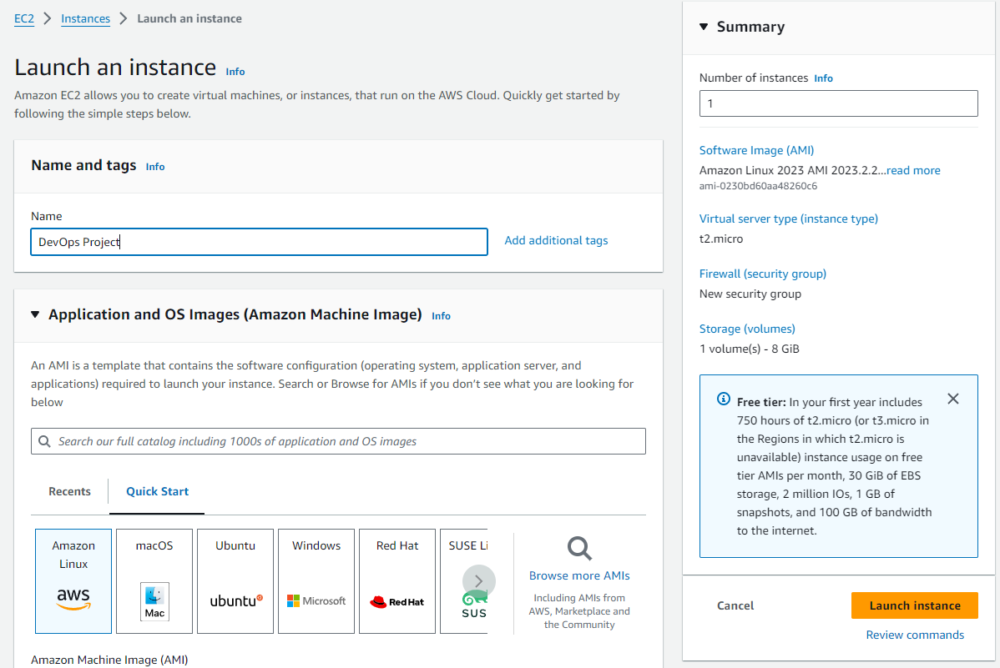 EC2 > Instances > Launch an instance
Launch an instance Info
Amazon EC2 allows you to create virtual machines, or instances, that run on the AWS Cloud. Quickly get started by
following the simple steps below.
Name and tags Info
Name
DevOps Project
Add additional tags
Application and OS Images (Amazon Machine Image) Info
An AMI is a template that contains the software configuration (operating system, application server, and
applications) required to launch your instance. Search or Browse for AMIs if you don't see what you are looking for
below
Search our full catalog including 1000s of application and OS images
Recents
Quick Start
Amazon
Linux
aws
macOS
Mac
Ubuntu
ubuntu
Windows
Microsoft
Red Hat
Red Hat
SUSE Li
SUS
Browse more AMIs
Including AMIs from
AWS, Marketplace and
the Community
Amazon Machine Image (AMI)
Summary
Number of instances Info
1
Software Image (AMI)
Amazon Linux 2023 AMI 2023.2.2...read more
ami-0230bd60aa48260c6
Virtual server type (instance type)
t2.micro
Firewall (security group)
New security group
Storage (volumes)
1 volume(s) - 8 GiB
Free tier: In your first year includes
750 hours of t2.micro (or t3.micro in
the Regions in which t2.micro is
unavailable) instance usage on free
tier AMIs per month, 30 GiB of EBS
storage, 2 million IOs, 1 GB of
snapshots, and 100 GB of bandwidth
to the internet.
Cancel
Launch instance
Review commands